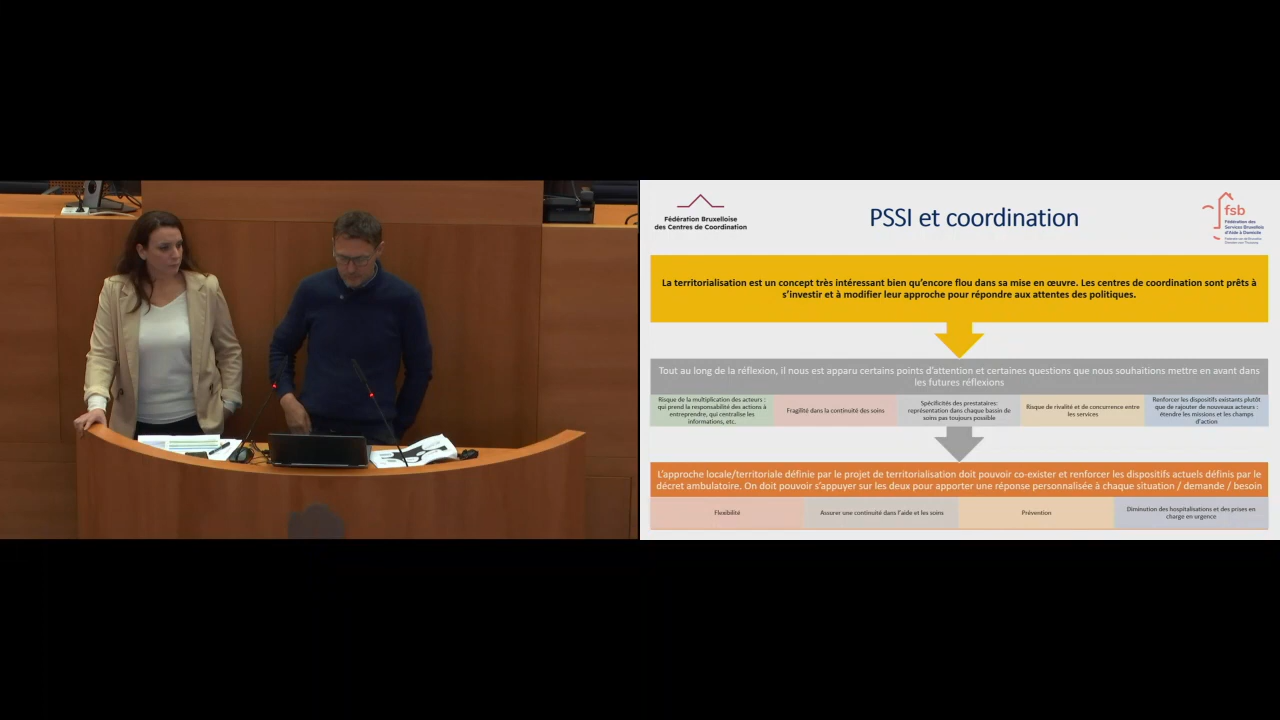 Fédération Bruxelloise
des Centres de Coordination
PSSI et coordination
fsb
Fédération des
Services Bruxellois
d'Aide à Domicile
La territorialisation est un concept très intéressant bien qu'encore flou dans sa mise en œuvre. Les centres de coordination sont prêts à
s'investir et à modifier leur approche pour répondre aux attentes des politiques.
Tout au long de la réflexion, il nous est apparu certains points d'attention et certaines questions que nous souhaitions mettre en avant dans
les futures réflexions
Risque de la multiplication des acteurs :
qui prend la responsabilité des actions à
entreprendre, qui centralise les
informations, etc.
Fragilité dans la continuité des soins
Spécificités des prestataires:
représentation dans chaque bassin de
soins pas toujours possible
Risque de rivalité et de concurrence entre
les services
Renforcer les dispositifs existants plutôt
que de rajouter de nouveaux acteurs :
étendre les missions et les champs
d'action
L'approche locale/territoriale définie par le projet de territorialisation doit pouvoir co-exister et renforcer les dispositifs actuels définis par le
décret ambulatoire. On doit pouvoir s'appuyer sur les deux pour apporter une réponse personnalisée à chaque situation / demande / besoin
Flexibilité
Assurer une continuité dans l'aide et les soins
Prévention
Diminution des hospitalisations et des prises en
charge en urgence